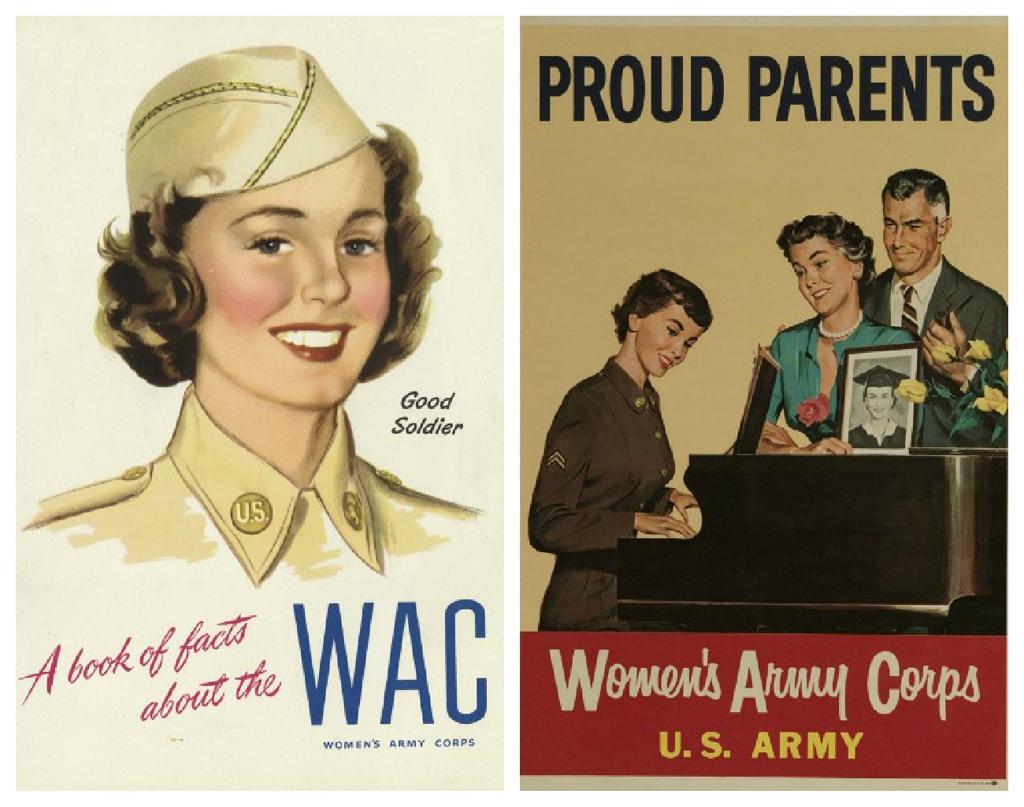 Good
Soldier
U.S.
A book of facts
about the
WAC
WOMEN'S ARMY CORPS
PROUD PARENTS
Women's Army Corps
U. S. ARMY